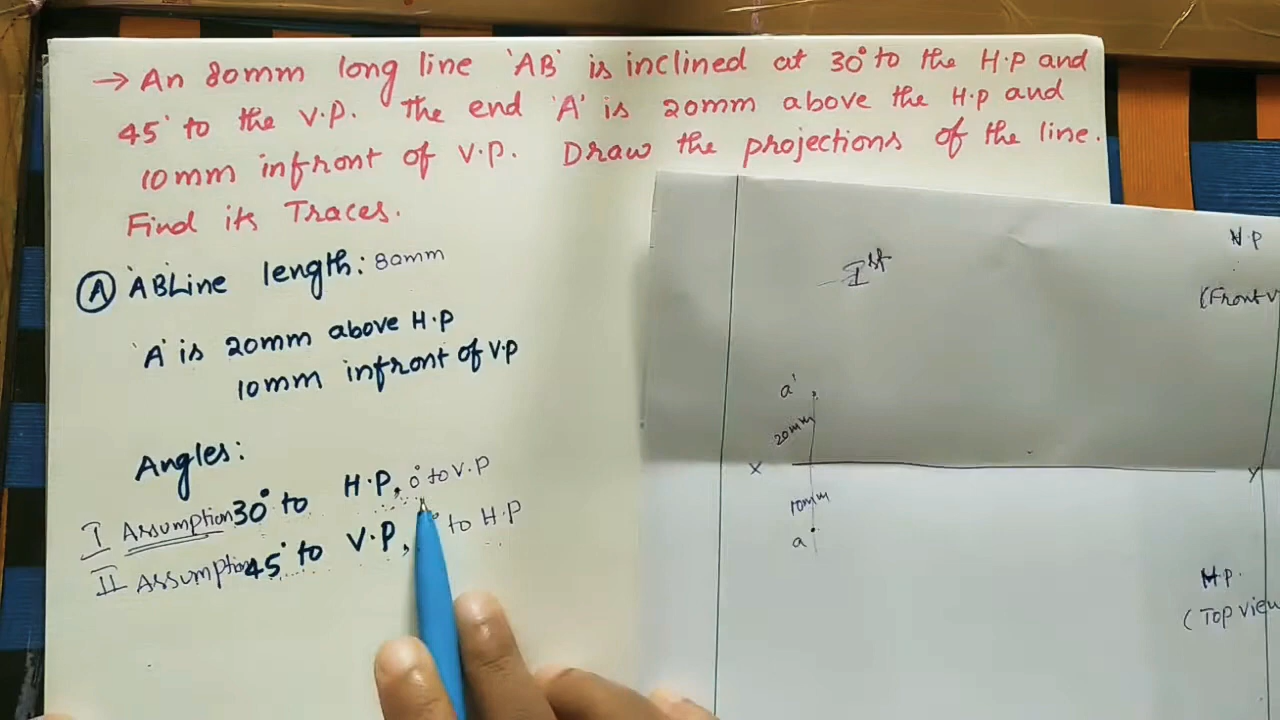 → An 80mm long line 'AB' is inclined at 30° to the H.P and
45° to the V.P. The end 'A' is 20mm above the H.P and
10mm infront of V.P. Draw the projections of the line.
Find its Traces.
Ⓐ 'AB' Line length: 80mm
'A' is 20mm above H.P
10mm infront of V.P
Angles:
I Assumption 30° to H.P, 0° to V.P
II Assumption 45° to V.P, to H.P
Ist
V.P
(Front
a'
20mm
X Y
10mm
a
H.P.
(Top view